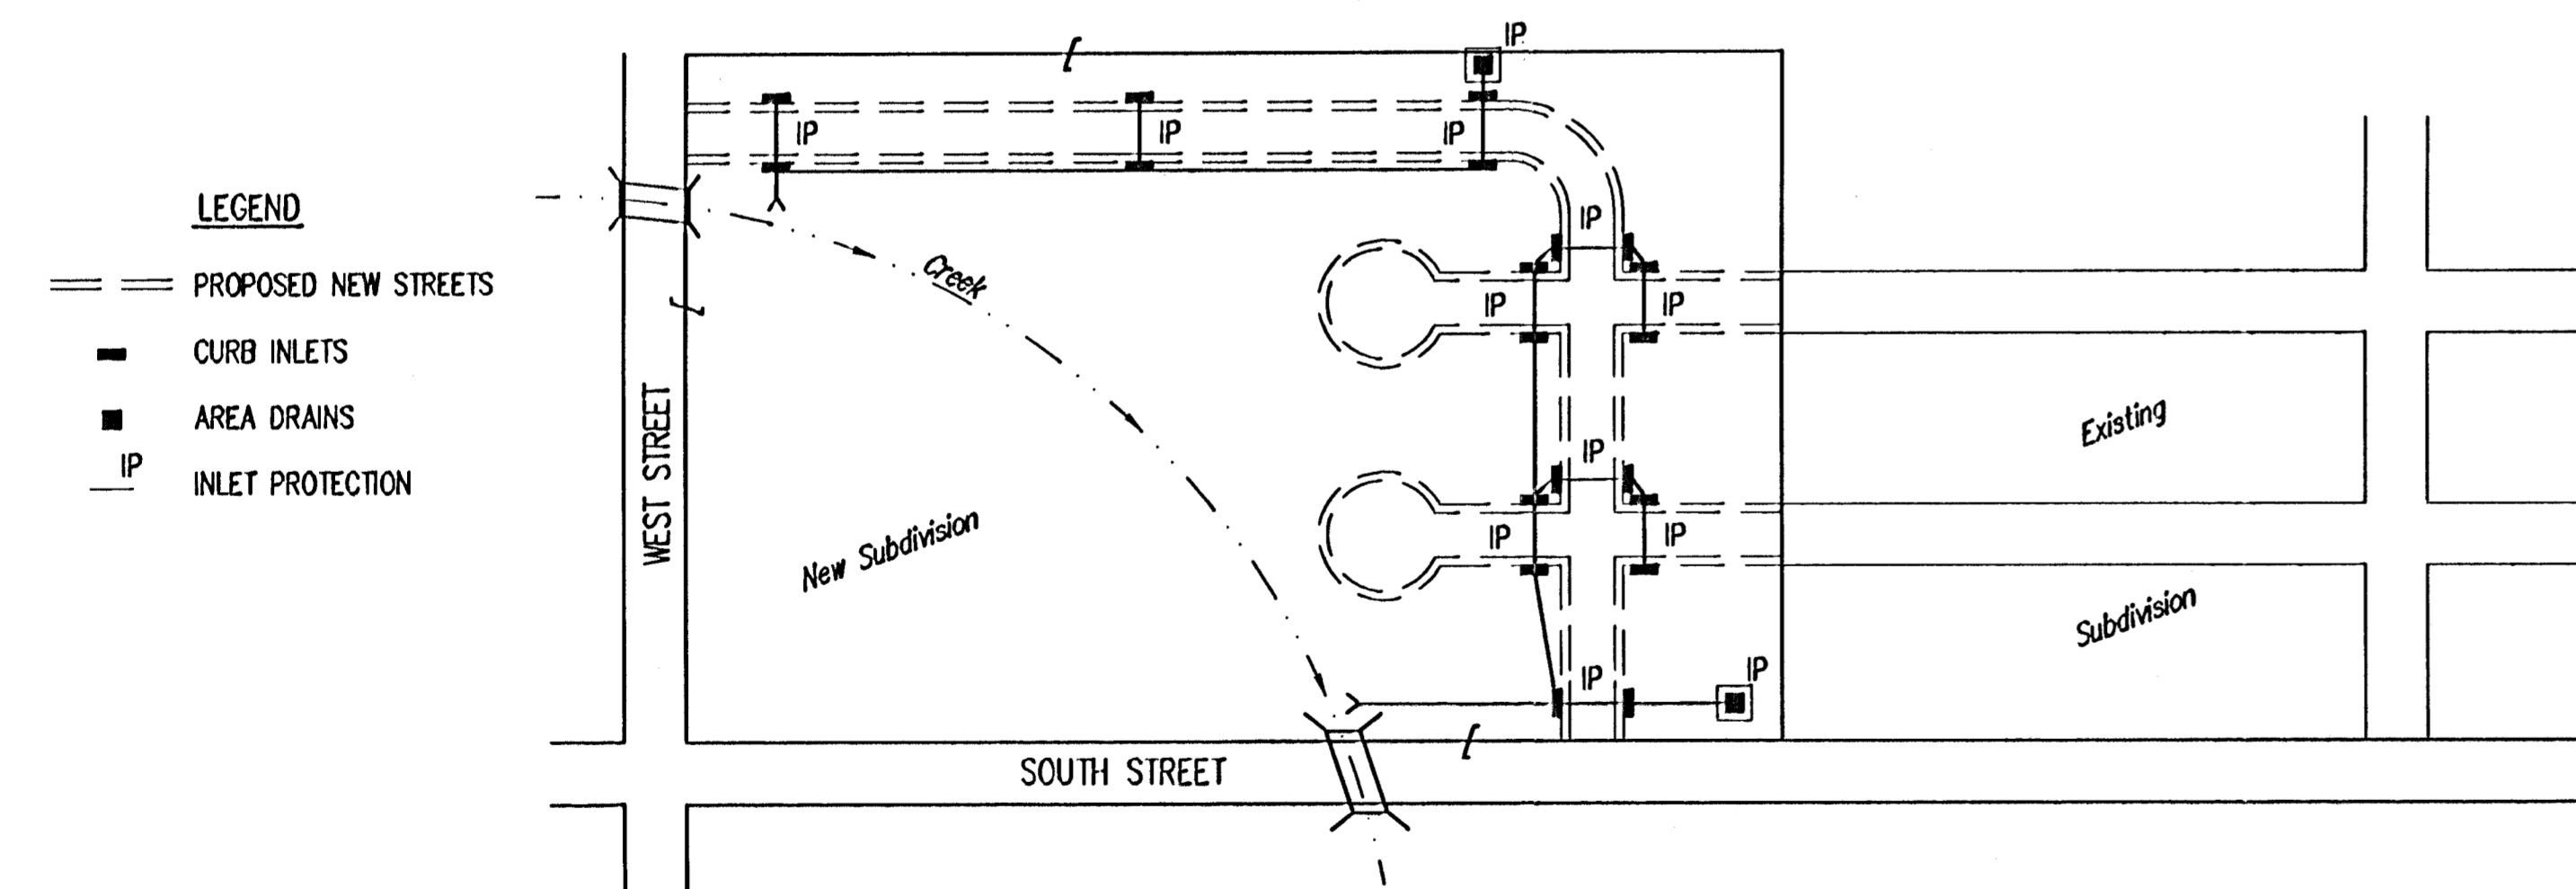 LEGEND
PROPOSED NEW STREETS
CURB INLETS
AREA DRAINS
IP
INLET PROTECTION
WEST STREET
SOUTH STREET
New Subdivision
Creek
Existing
Subdivision
IP
IP
IP
IP
IP
IP
IP
IP
IP
IP
IP
IP